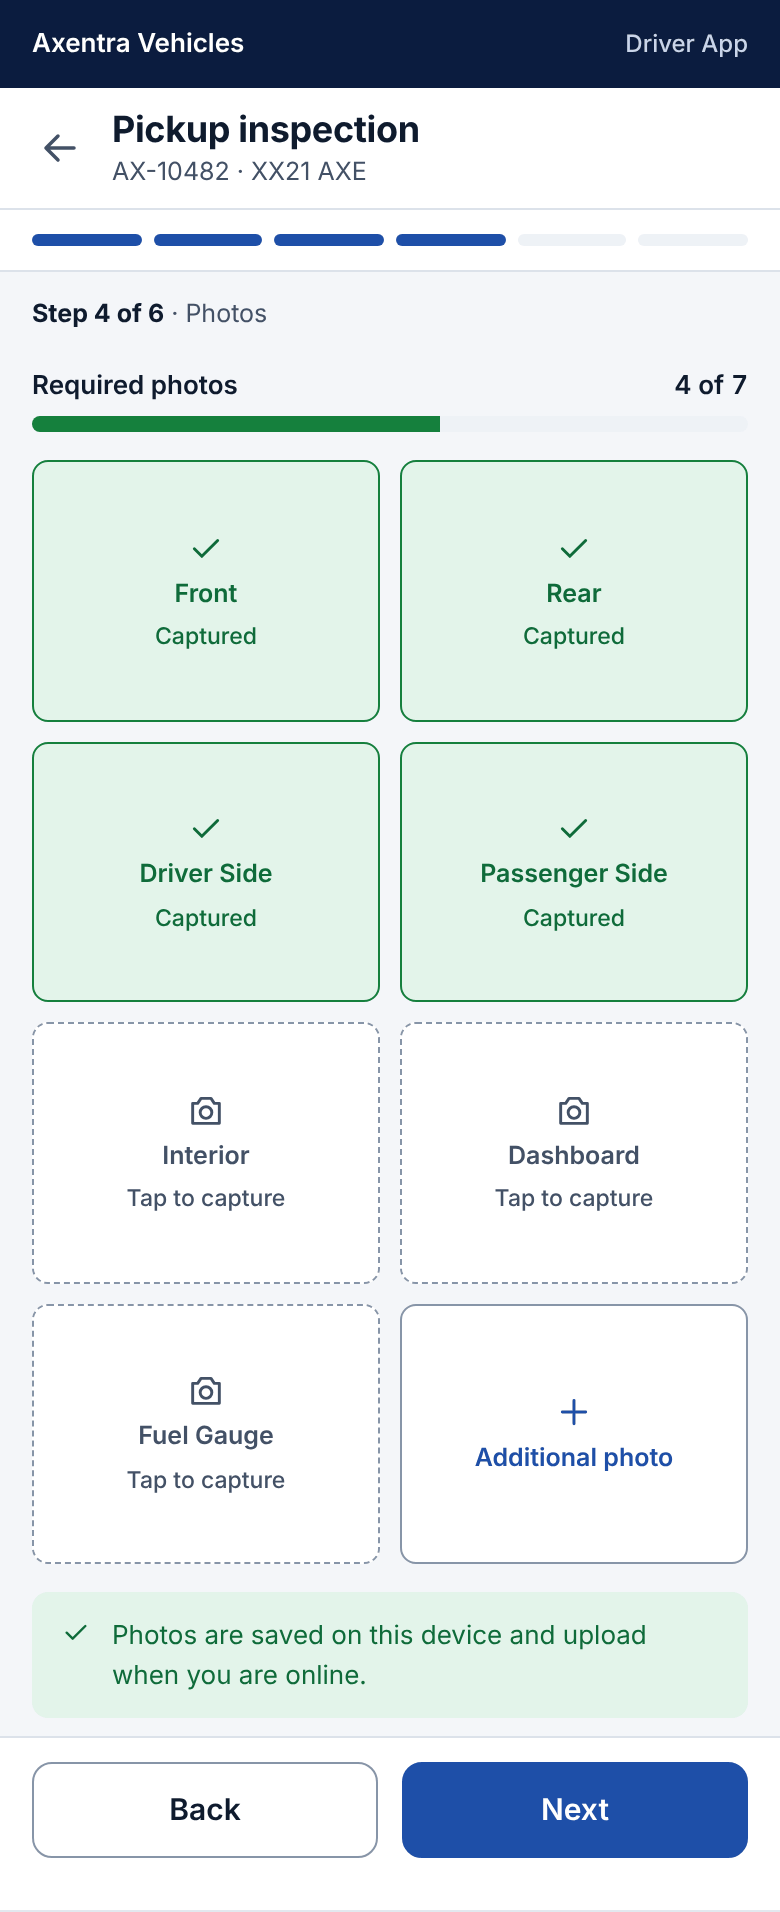 Axentra Vehicles
Driver App
Pickup inspection
AX-10482 · XX21 AXE
Step 4 of 6 · Photos
Required photos
4 of 7
Front
Captured
Rear
Captured
Driver Side
Captured
Passenger Side
Captured
Interior
Tap to capture
Dashboard
Tap to capture
Fuel Gauge
Tap to capture
Additional photo
Photos are saved on this device and upload
when you are online.
Back
Next